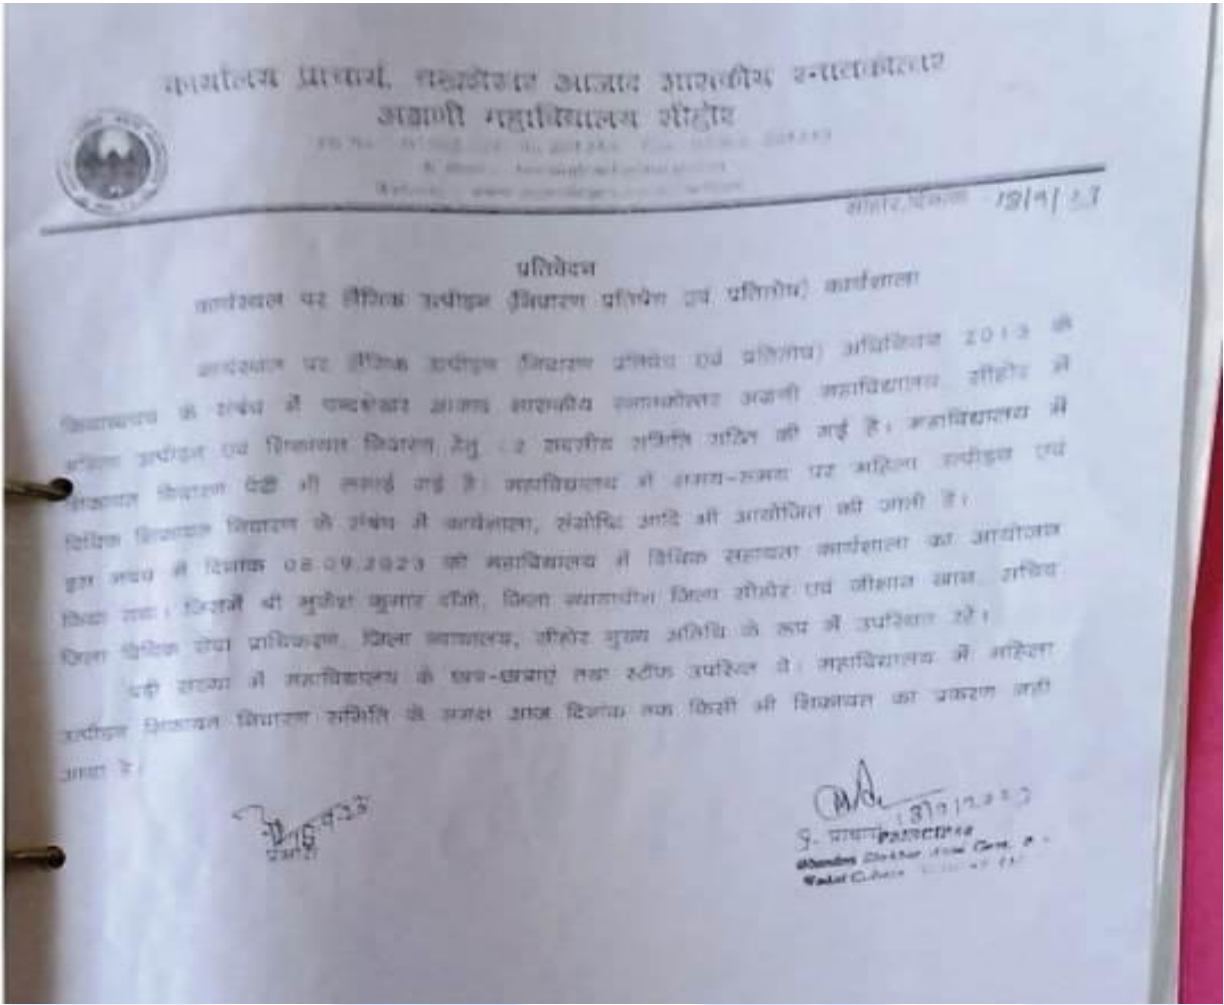 कार्यालय प्राचार्य, चन्द्रशेखर आजाद शासकीय स्नातकोत्तर
अग्रणी महाविद्यालय सीहोर
सीहोर, दिनांक
प्रतिवेदन
कार्यस्थल पर लैंगिक उत्पीड़न (निवारण प्रतिषेध एवं प्रतितोष) कार्यशाला
कार्यस्थल पर लैंगिक उत्पीड़न (निवारण प्रतिषेध एवं प्रतितोष) अधिनियम 2013 के
क्रियान्वयन के संबंध में चन्द्रशेखर आजाद शासकीय स्नातकोत्तर अग्रणी महाविद्यालय सीहोर में
महिला उत्पीड़न एवं शिकायत निवारण हेतु सदसीय समिति गठित की गई है। महाविद्यालय में
शिकायत निवारण पेटी भी लगाई गई है। महाविद्यालय में समय-समय पर महिला उत्पीड़न एवं
विधिक शिकायत निवारण के संबंध में कार्यशाला, संगोष्ठि आदि भी आयोजित की जाती है।
इस में दिनांक 08.09.2023 को महाविद्यालय में विधिक सहायता कार्यशाला का आयोजन
किया गया। जिसमें श्री मुकेश कुमार दाँगी, जिला न्यायाधीश जिला सीहोर एवं जीशान खान, सचिव
जिला विधिक सेवा प्राधिकरण, जिला न्यायालय, सीहोर मुख्य अतिथि के रूप में उपस्थित रहे।
बड़ी संख्या में महाविद्यालय के छात्र-छात्राएं तथा स्टॉफ उपस्थित थे। महाविद्यालय में महिला
उत्पीड़न शिकायत निवारण समिति के समक्ष आज दिनांक तक किसी भी शिकायत का प्रकरण नहीं
आया है।
प्रभारी
PRINCIPAL